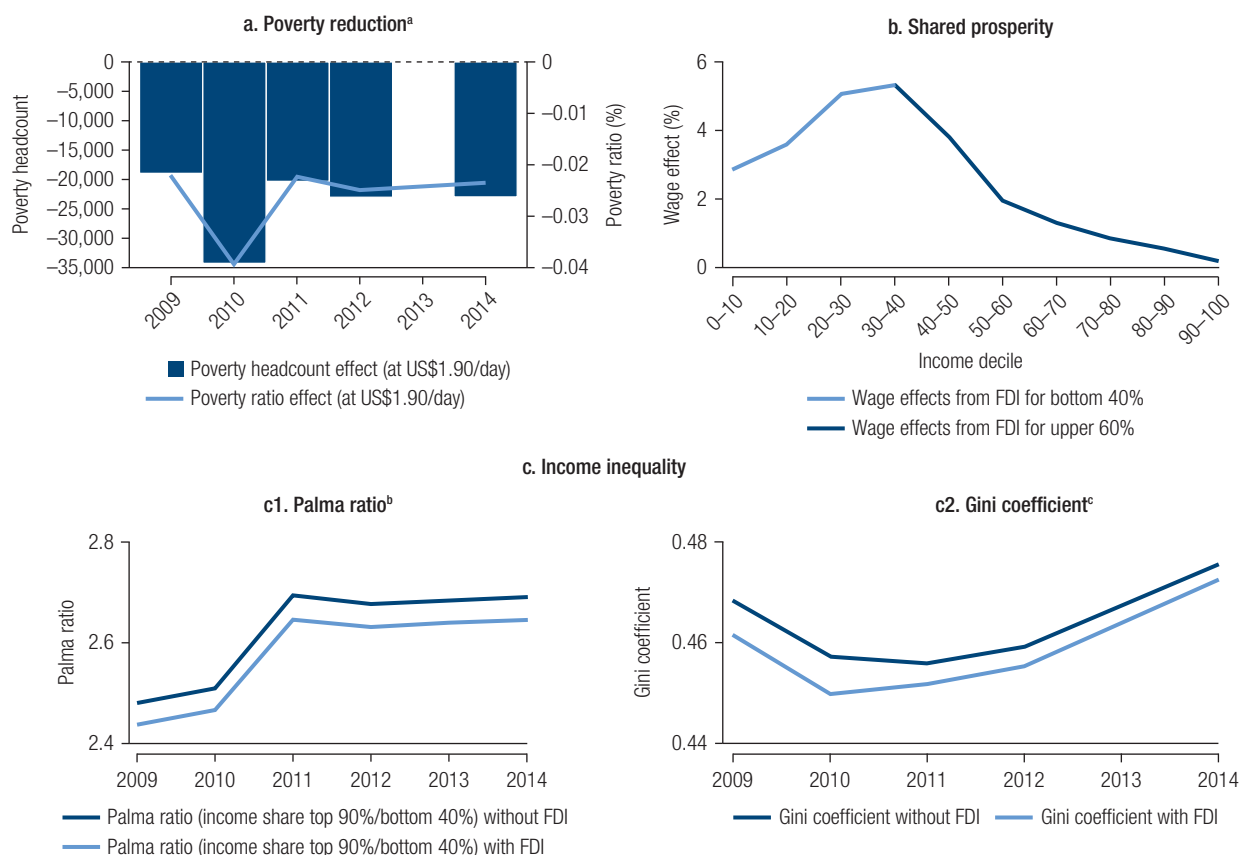 a. Poverty reductionᵃ
Poverty headcount
0
–5,000
–10,000
–15,000
–20,000
–25,000
–30,000
–35,000
0
–0.01
–0.02
–0.03
–0.04
Poverty ratio (%)
2009
2010
2011
2012
2013
2014
Poverty headcount effect (at US$1.90/day)
Poverty ratio effect (at US$1.90/day)
b. Shared prosperity
Wage effect (%)
6
4
2
0
0–10
10–20
20–30
30–40
40–50
50–60
60–70
70–80
80–90
90–100
Income decile
Wage effects from FDI for bottom 40%
Wage effects from FDI for upper 60%
c. Income inequality
c1. Palma ratioᵇ
Palma ratio
2.8
2.6
2.4
2009 2010 2011 2012 2013 2014
Palma ratio (income share top 90%/bottom 40%) without FDI
Palma ratio (income share top 90%/bottom 40%) with FDI
c2. Gini coefficientᶜ
Gini coefficient
0.48
0.46
0.44
2009 2010 2011 2012 2013 2014
Gini coefficient without FDI Gini coefficient with FDI